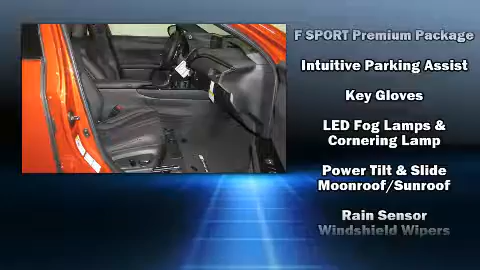 F SPORT Premium Package
Intuitive Parking Assist
Key Gloves
LED Fog Lamps &
Cornering Lamp
Power Tilt & Slide
Moonroof/Sunroof
Rain Sensor
Windshield Wipers